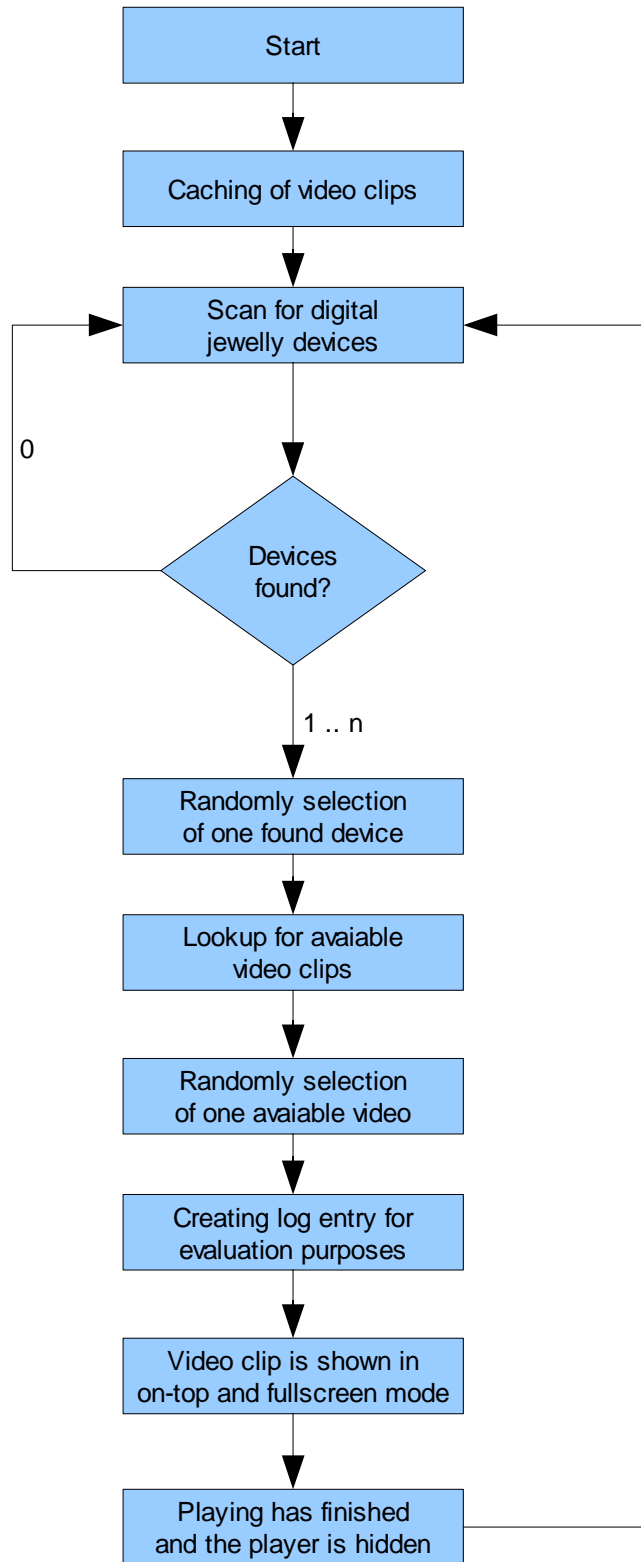 Start
Caching of video clips
Scan for digital
jewelly devices
0
Devices
found?
1 .. n
Randomly selection
of one found device
Lookup for avaiable
video clips
Randomly selection
of one avaiable video
Creating log entry for
evaluation purposes
Video clip is shown in
on-top and fullscreen mode
Playing has finished
and the player is hidden